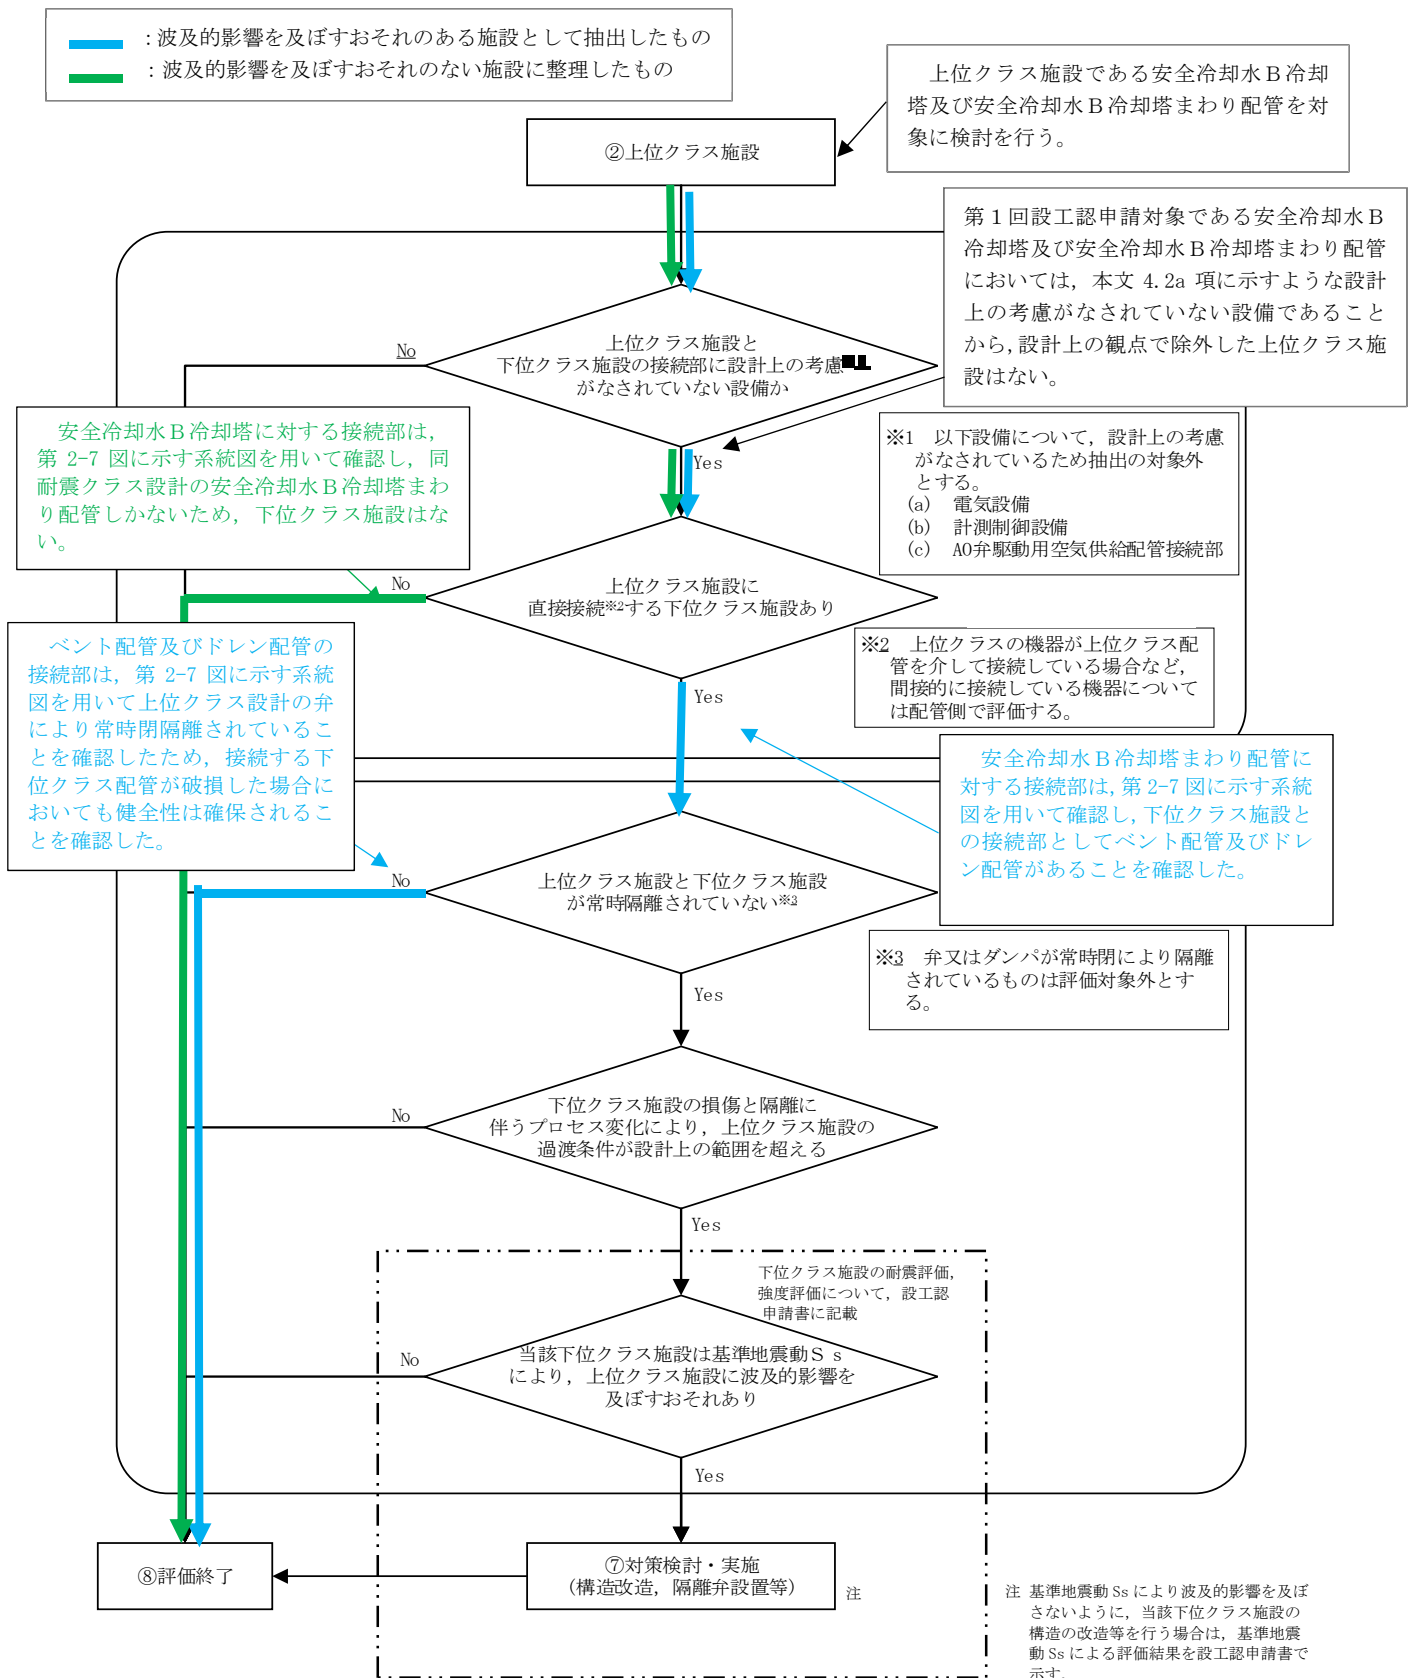 ：波及的影響を及ぼすおそれのある施設として抽出したもの
：波及的影響を及ぼすおそれのない施設に整理したもの
上位クラス施設である安全冷却水Ｂ冷却
塔及び安全冷却水Ｂ冷却塔まわり配管を対
象に検討を行う。
②上位クラス施設
第１回設工認申請対象である安全冷却水Ｂ
冷却塔及び安全冷却水Ｂ冷却塔まわり配管
においては，本文 4.2a 項に示すような設計
上の考慮がなされていない設備であること
から，設計上の観点で除外した上位クラス施
設はない。
上位クラス施設と
下位クラス施設の接続部に設計上の考慮
がなされていない設備か
No
Yes
安全冷却水Ｂ冷却塔に対する接続部は，
第 2-7 図に示す系統図を用いて確認し，同
耐震クラス設計の安全冷却水Ｂ冷却塔まわ
り配管しかないため，下位クラス施設はな
い。
※1　以下設備について，設計上の考慮
がなされているため抽出の対象外
とする。
(a)　電気設備
(b)　計測制御設備
(c)　AO弁駆動用空気供給配管接続部
上位クラス施設に
直接接続※2する下位クラス施設あり
No
Yes
※2　上位クラスの機器が上位クラス配
管を介して接続している場合など，
間接的に接続している機器について
は配管側で評価する。
ベント配管及びドレン配管の
接続部は，第 2-7 図に示す系統
図を用いて上位クラス設計の弁
により常時閉隔離されているこ
とを確認したため，接続する下
位クラス配管が破損した場合に
おいても健全性は確保されるこ
とを確認した。
安全冷却水Ｂ冷却塔まわり配管に
対する接続部は，第 2-7 図に示す系統
図を用いて確認し，下位クラス施設と
の接続部としてベント配管及びドレ
ン配管があることを確認した。
上位クラス施設と下位クラス施設
が常時隔離されていない※3
No
Yes
※3　弁又はダンパが常時閉により隔離
されているものは評価対象外とす
る。
下位クラス施設の損傷と隔離に
伴うプロセス変化により，上位クラス施設の
過渡条件が設計上の範囲を超える
No
Yes
下位クラス施設の耐震評価，
強度評価について，設工認
申請書に記載
当該下位クラス施設は基準地震動Ｓｓ
により，上位クラス施設に波及的影響を
及ぼすおそれあり
No
Yes
⑧評価終了
⑦対策検討・実施
（構造改造，隔離弁設置等）
注
注 基準地震動 Ss により波及的影響を及ぼ
さないように，当該下位クラス施設の
構造の改造等を行う場合は，基準地震
動 Ss による評価結果を設工認申請書で
示す。